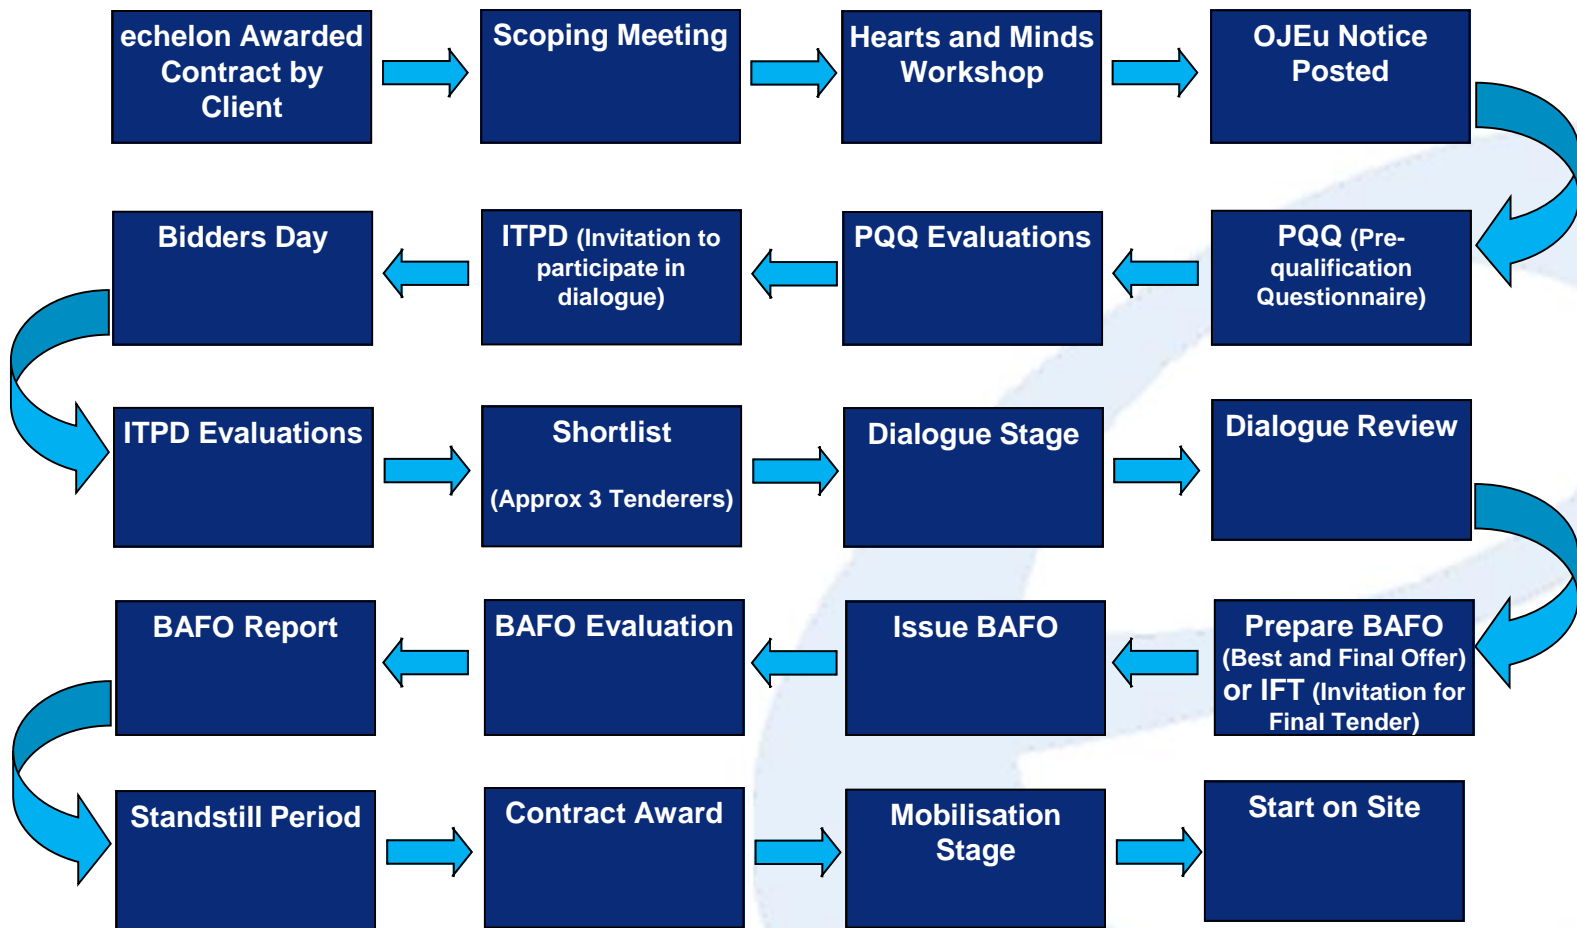 echelon Awarded
Contract by
Client
Scoping Meeting
Hearts and Minds
Workshop
OJEu Notice
Posted
PQQ (Pre-
qualification
Questionnaire)
PQQ Evaluations
ITPD (Invitation to
participate in
dialogue)
Bidders Day
ITPD Evaluations
Shortlist
(Approx 3 Tenderers)
Dialogue Stage
Dialogue Review
Prepare BAFO
(Best and Final Offer)
or IFT (Invitation for
Final Tender)
Issue BAFO
BAFO Evaluation
BAFO Report
Standstill Period
Contract Award
Mobilisation
Stage
Start on Site